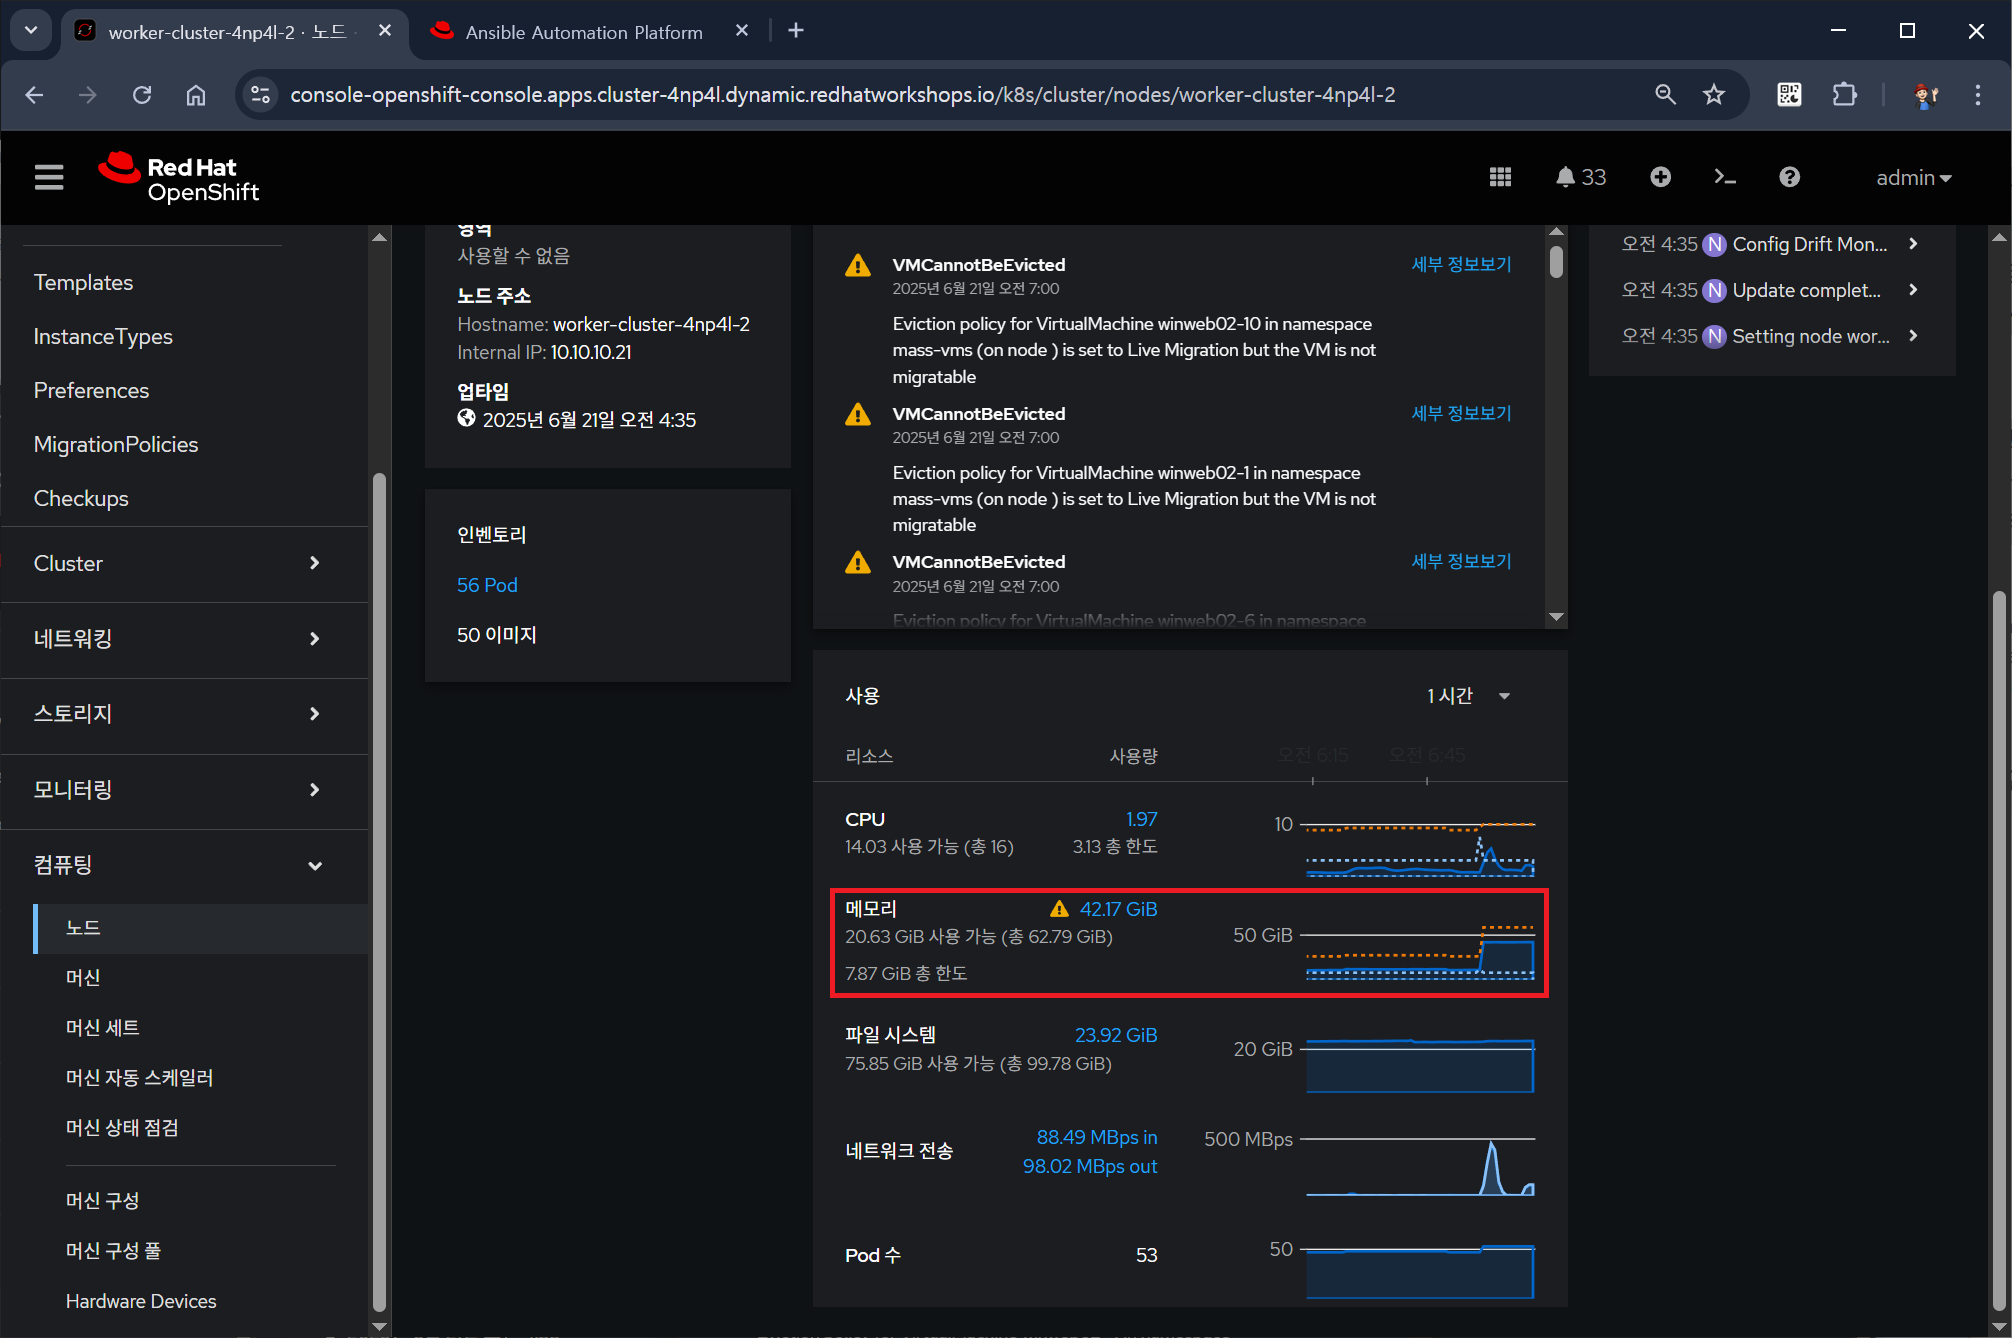 worker-cluster-4np4l-2 · 노드
Ansible Automation Platform
console-openshift-console.apps.cluster-4np4l.dynamic.redhatworkshops.io/k8s/cluster/nodes/worker-cluster-4np4l-2
Red Hat
OpenShift
33
admin
Templates
InstanceTypes
Preferences
MigrationPolicies
Checkups
Cluster
네트워킹
스토리지
모니터링
컴퓨팅
노드
머신
머신 세트
머신 자동 스케일러
머신 상태 점검
머신 구성
머신 구성 풀
Hardware Devices
영역
사용할 수 없음
노드 주소
Hostname: worker-cluster-4np4l-2
Internal IP: 10.10.10.21
업타임
2025년 6월 21일 오전 4:35
인벤토리
56 Pod
50 이미지
VMCannotBeEvicted
세부 정보보기
2025년 6월 21일 오전 7:00
Eviction policy for VirtualMachine winweb02-10 in namespace
mass-vms (on node ) is set to Live Migration but the VM is not
migratable
VMCannotBeEvicted
세부 정보보기
2025년 6월 21일 오전 7:00
Eviction policy for VirtualMachine winweb02-1 in namespace
mass-vms (on node ) is set to Live Migration but the VM is not
migratable
VMCannotBeEvicted
세부 정보보기
2025년 6월 21일 오전 7:00
Eviction policy for VirtualMachine winweb02-6 in namespace
사용
1 시간
리소스 사용량 오전 6:15 오전 6:45
CPU 1.97
14.03 사용 가능 (총 16) 3.13 총 한도
10
메모리 42.17 GiB
20.63 GiB 사용 가능 (총 62.79 GiB)
7.87 GiB 총 한도
50 GiB
파일 시스템 23.92 GiB
75.85 GiB 사용 가능 (총 99.78 GiB)
20 GiB
네트워크 전송
88.49 MBps in
98.02 MBps out
500 MBps
Pod 수 53
50
오전 4:35 N Config Drift Mon...
오전 4:35 N Update complet...
오전 4:35 N Setting node wor...